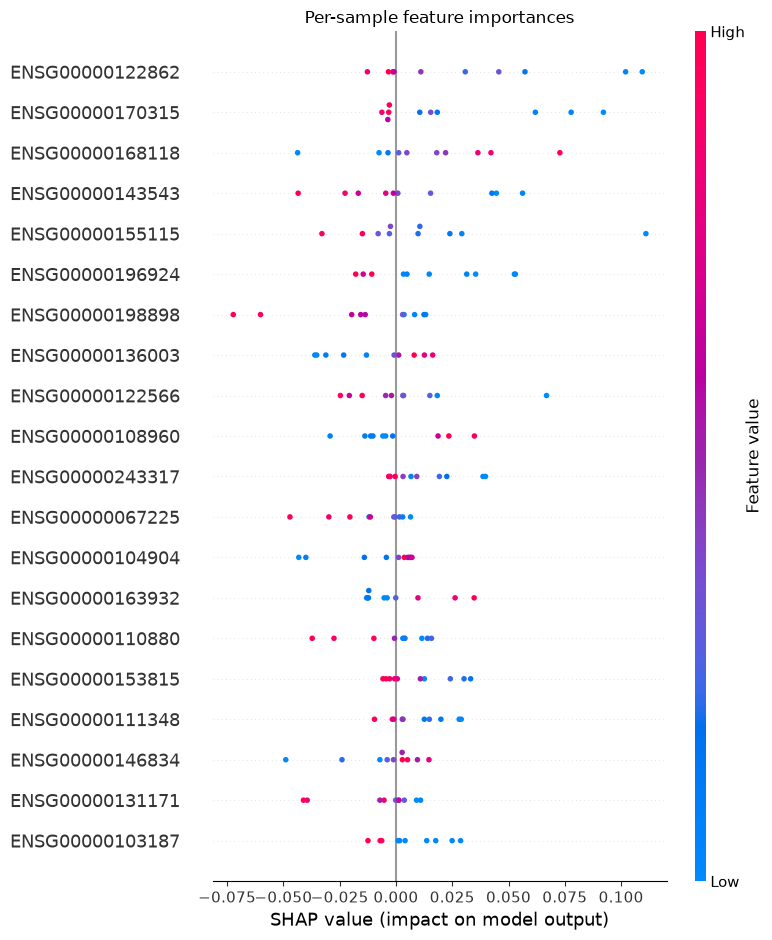 Per-sample feature importances
High
ENSG00000122862
ENSG00000170315
ENSG00000168118
ENSG00000143543
ENSG00000155115
ENSG00000196924
ENSG00000198898
ENSG00000136003
ENSG00000122566
ENSG00000108960
ENSG00000243317
ENSG00000067225
ENSG00000104904
ENSG00000163932
ENSG00000110880
ENSG00000153815
ENSG00000111348
ENSG00000146834
ENSG00000131171
ENSG00000103187
Feature value
Low
−0.075 −0.050 −0.025 0.000 0.025 0.050 0.075 0.100
SHAP value (impact on model output)